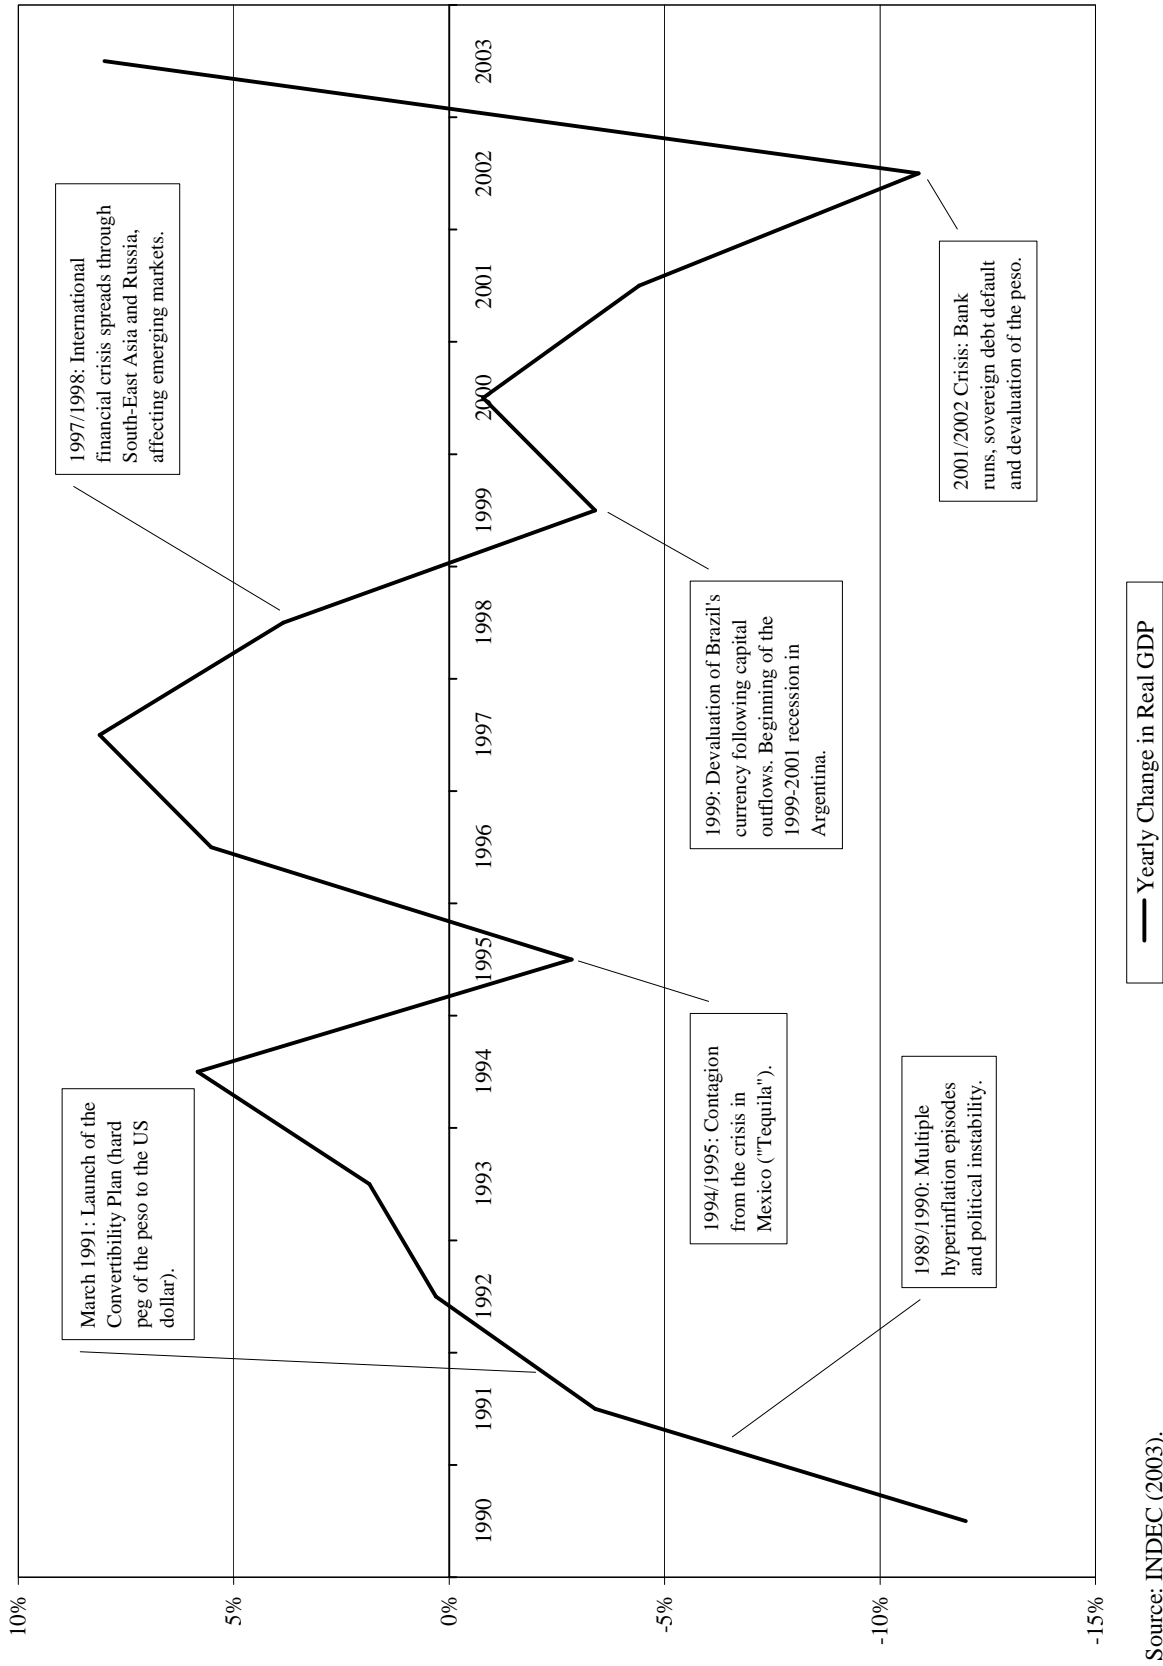 10%
5%
0%
-5%
-10%
-15%
1990
1991
1992
1993
1994
1995
1996
1997
1998
1999
2000
2001
2002
2003
March 1991: Launch of the
Convertibility Plan (hard
peg of the peso to the US
dollar).
1997/1998: International
financial crisis spreads through
South-East Asia and Russia,
affecting emerging markets.
1989/1990: Multiple
hyperinflation episodes
and political instability.
1994/1995: Contagion
from the crisis in
Mexico ("Tequila").
1999: Devaluation of Brazil's
currency following capital
outflows. Beginning of the
1999-2001 recession in
Argentina.
2001/2002 Crisis: Bank
runs, sovereign debt default
and devaluation of the peso.
Yearly Change in Real GDP
Source: INDEC (2003).